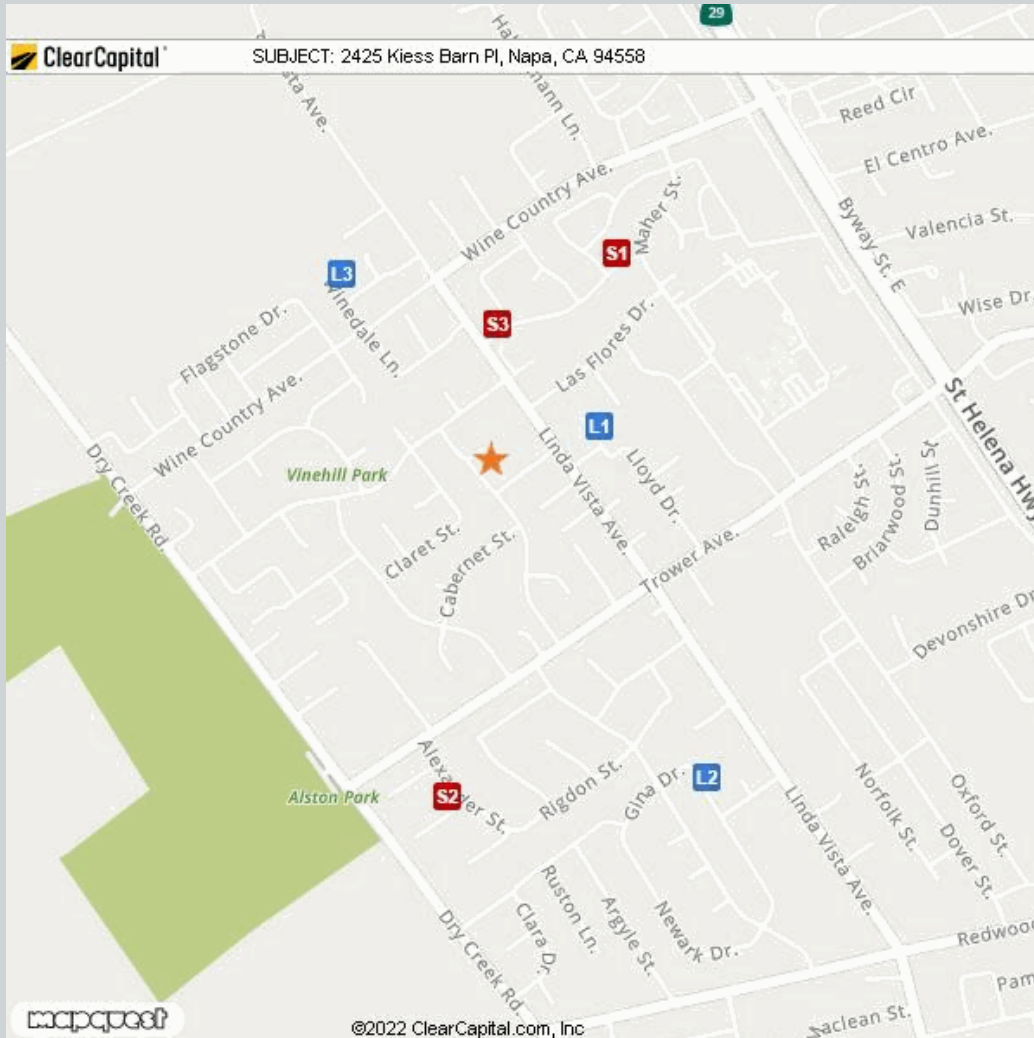 29
ClearCapital
SUBJECT: 2425 Kiess Barn Pl, Napa, CA 94558
Reed Cir
El Centro Ave.
Byway St. E
Valencia St.
Wine Country Ave.
Maher St.
S1
L3
Winedale Ln.
Wise Dr
S3
Flagstone Dr.
Las Flores Dr.
St Helena Hwy
Wine Country Ave.
L1
Linda Vista Ave.
Lloyd Dr.
Dry Creek Rd.
Vinehill Park
Raleigh St.
Briarwood St.
Dunhill St
Claret St.
Cabernet St.
Trower Ave.
Devonshire Dr
Alexander St.
Alston Park
S2
Rigdon St.
Gina Dr.
L2
Linda Vista Ave.
Norfolk St.
Oxford St.
Dover St.
Ruston Ln.
Argyle St.
Newark Dr.
Clara Dr.
Dry Creek Rd.
Redwood
Pam
Maclean St.
mapquest
©2022 ClearCapital.com, Inc